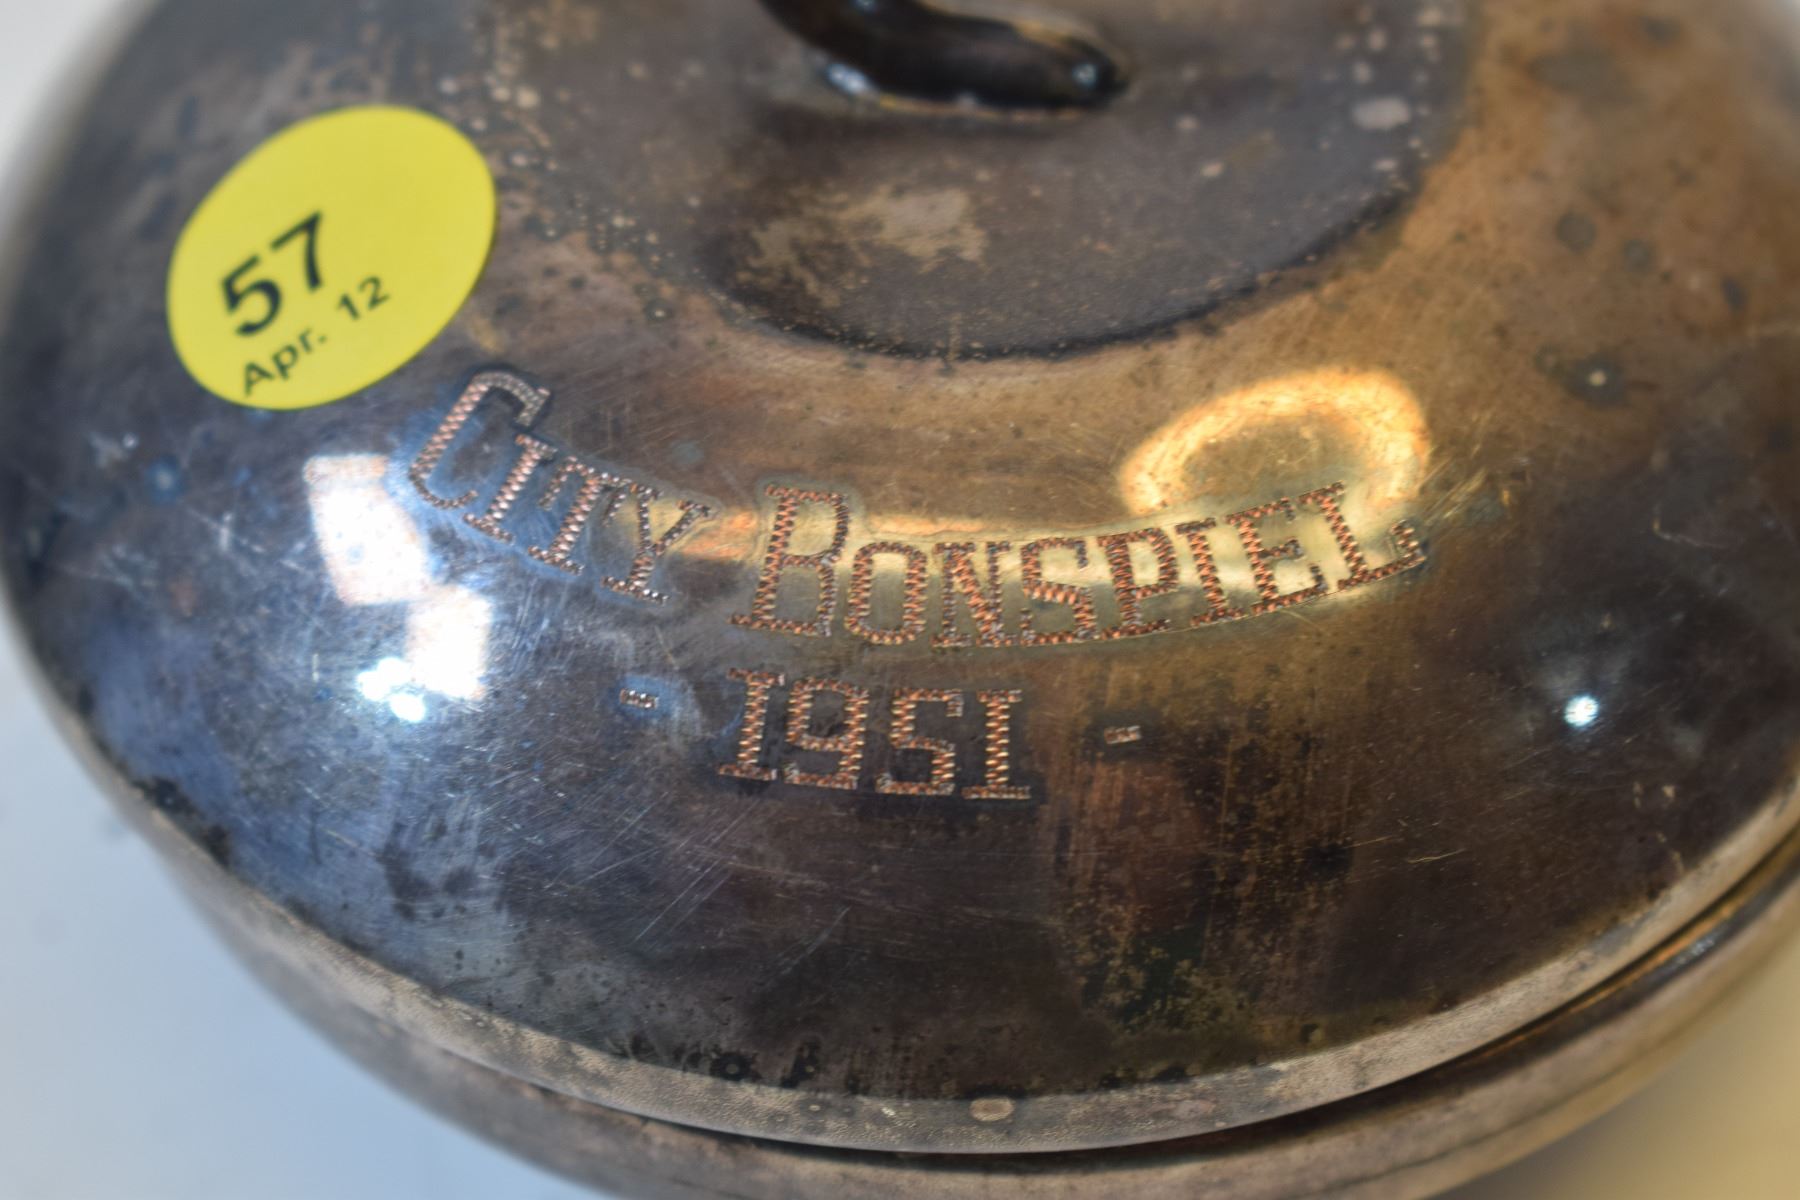 57
Apr. 12
CITY BONSPIEL
- 1951 -